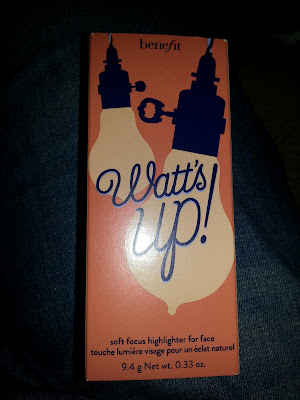 benefit
Watt's
up!
soft focus highlighter for face
touche lumière visage pour un éclat naturel
9.4 g Net wt. 0.33 oz.